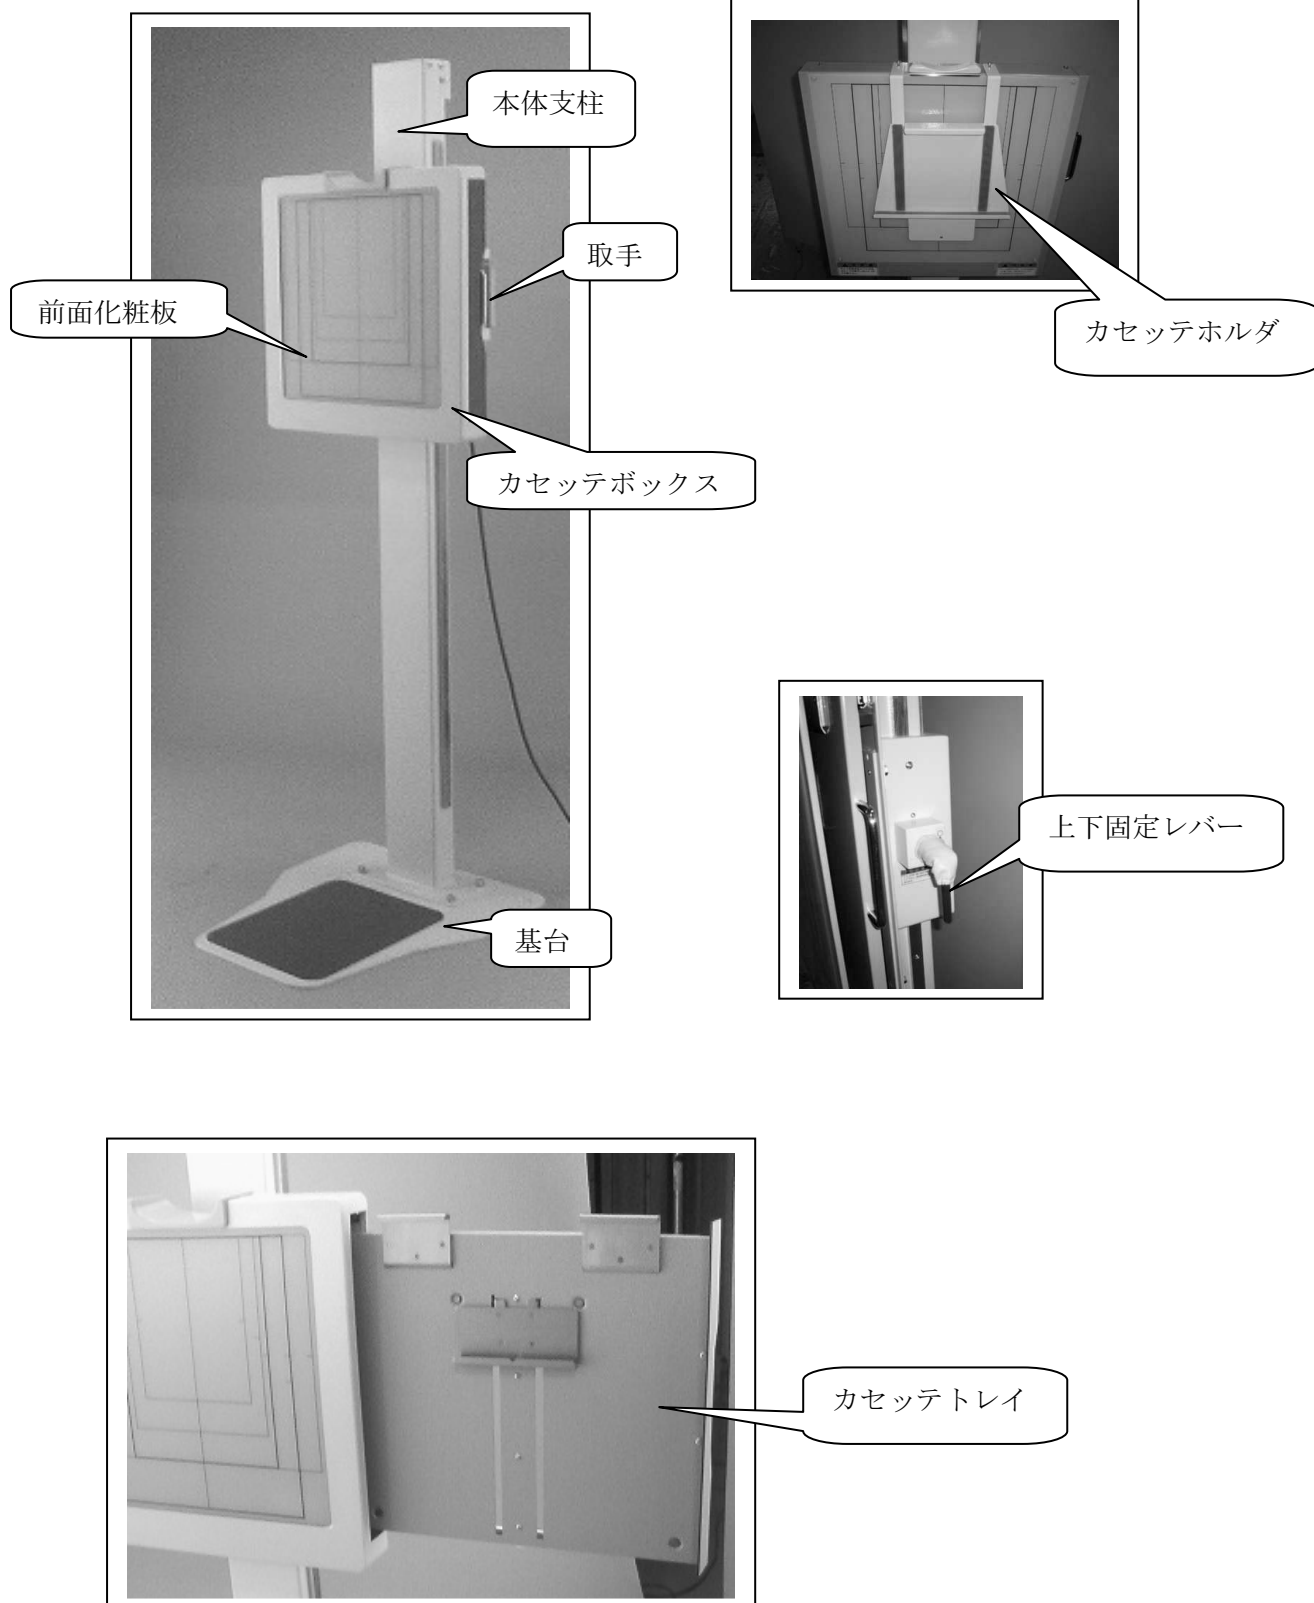 本体支柱
取手
前面化粧板
カセッテホルダ
カセッテボックス
上下固定レバー
基台
カセッテトレイ